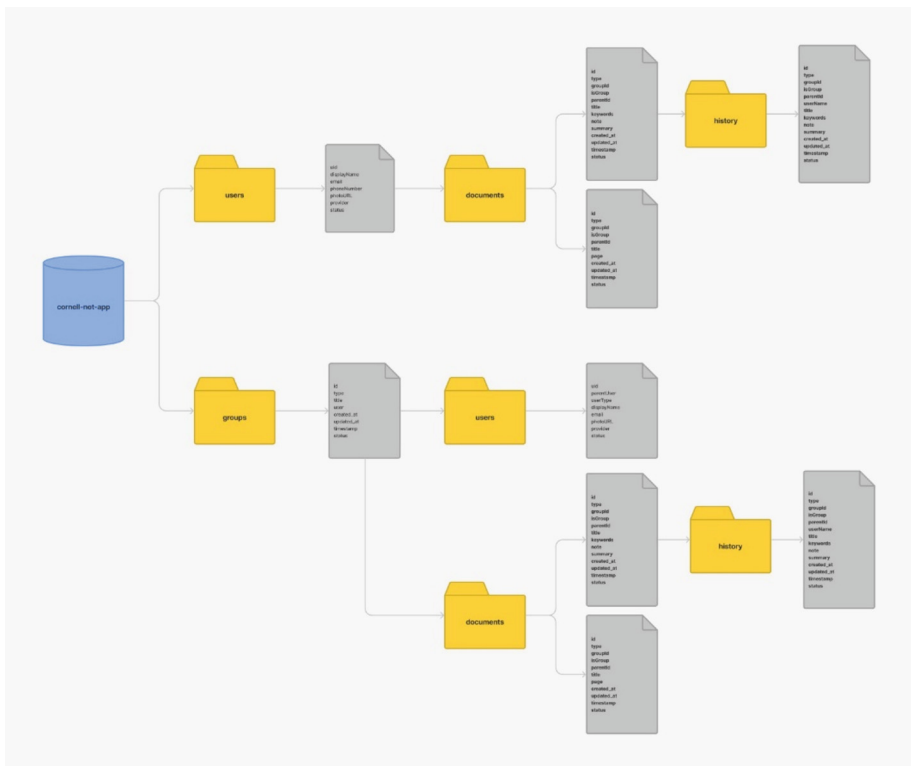 cornell-net-app
users
uid
displayName
email
phoneNumber
photoURL
provider
status
documents
id
type
groupId
parentId
title
keywords
note
summary
created_at
updated_at
timestamp
status
history
id
type
groupId
parentId
userName
title
keywords
note
summary
created_at
updated_at
timestamp
status
id
type
groupId
parentId
title
page
created_at
updated_at
timestamp
status
groups
id
type
title
user
created_at
updated_at
timestamp
status
users
uid
parentUser
userType
displayName
email
photoURL
provider
status
documents
id
type
groupId
inGroup
parentId
title
keywords
note
summary
created_at
updated_at
timestamp
status
history
id
type
groupId
inGroup
parentId
userName
title
keywords
note
summary
created_at
updated_at
timestamp
status
id
type
groupId
inGroup
parentId
title
page
created_at
updated_at
timestamp
status